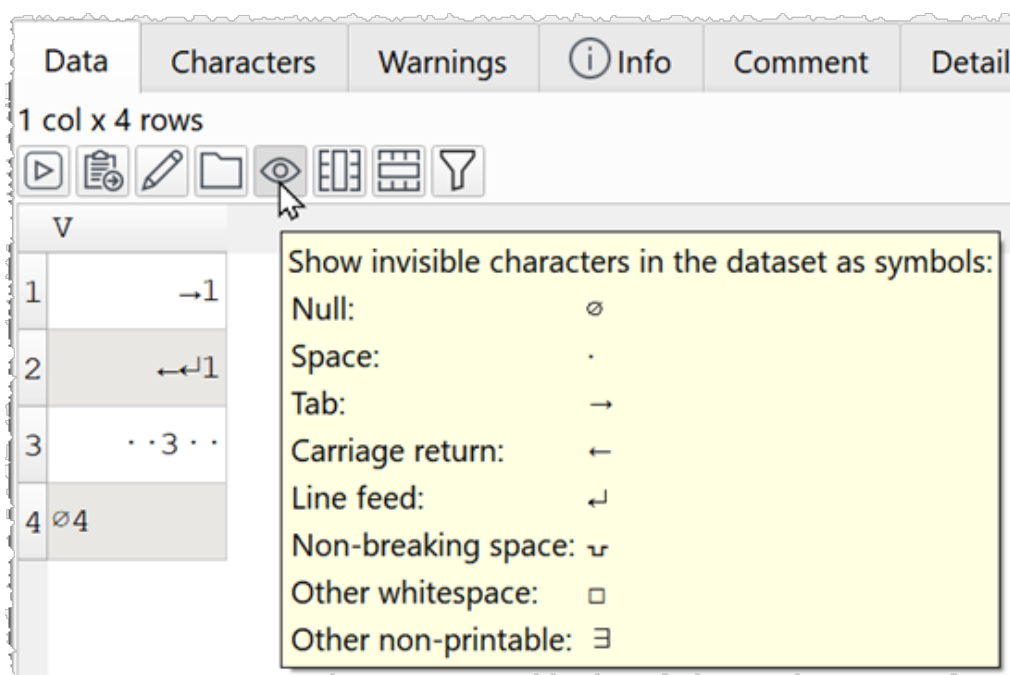 Data Characters Warnings Info Comment Detail
1 col x 4 rows
V
1 →1
2 ←↵1
3 ··3··
4 ∅4
Show invisible characters in the dataset as symbols:
Null: ∅
Space: ·
Tab: →
Carriage return: ←
Line feed: ↵
Non-breaking space: ⍽
Other whitespace: □
Other non-printable: ∃